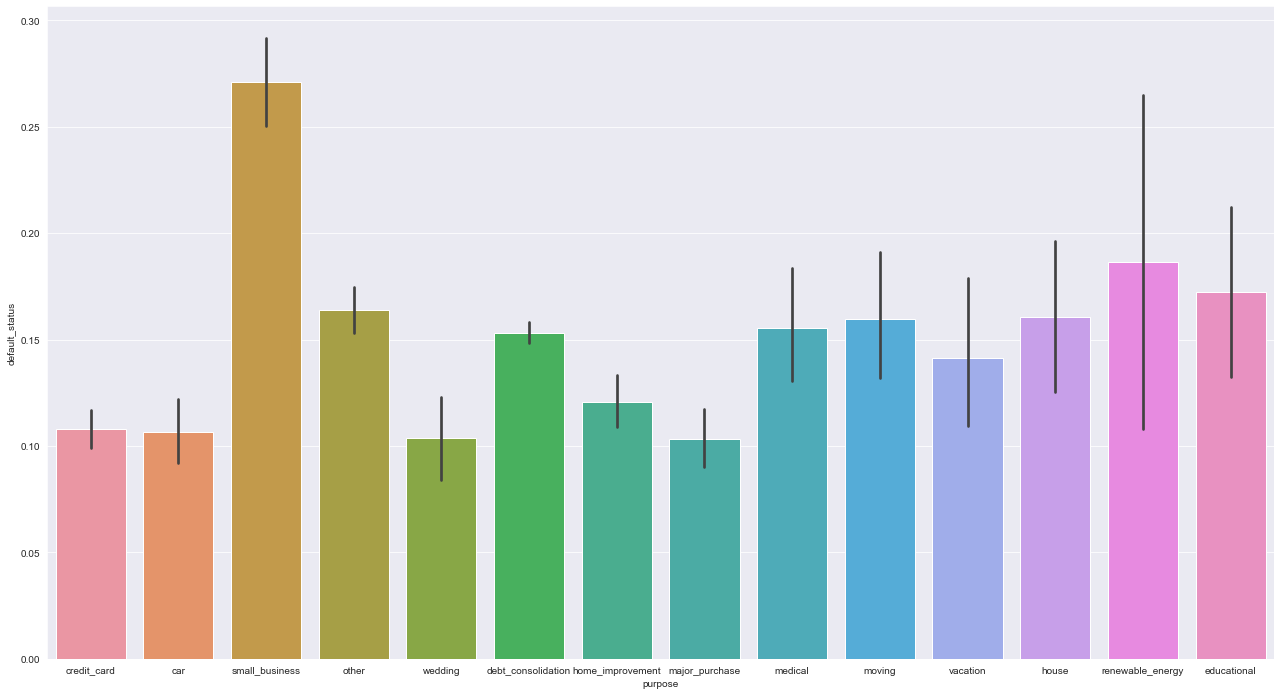 0.30
0.25
0.20
0.15
0.10
0.05
0.00
default_status
credit_card car small_business other wedding debt_consolidation home_improvement major_purchase medical moving vacation house renewable_energy educational
purpose